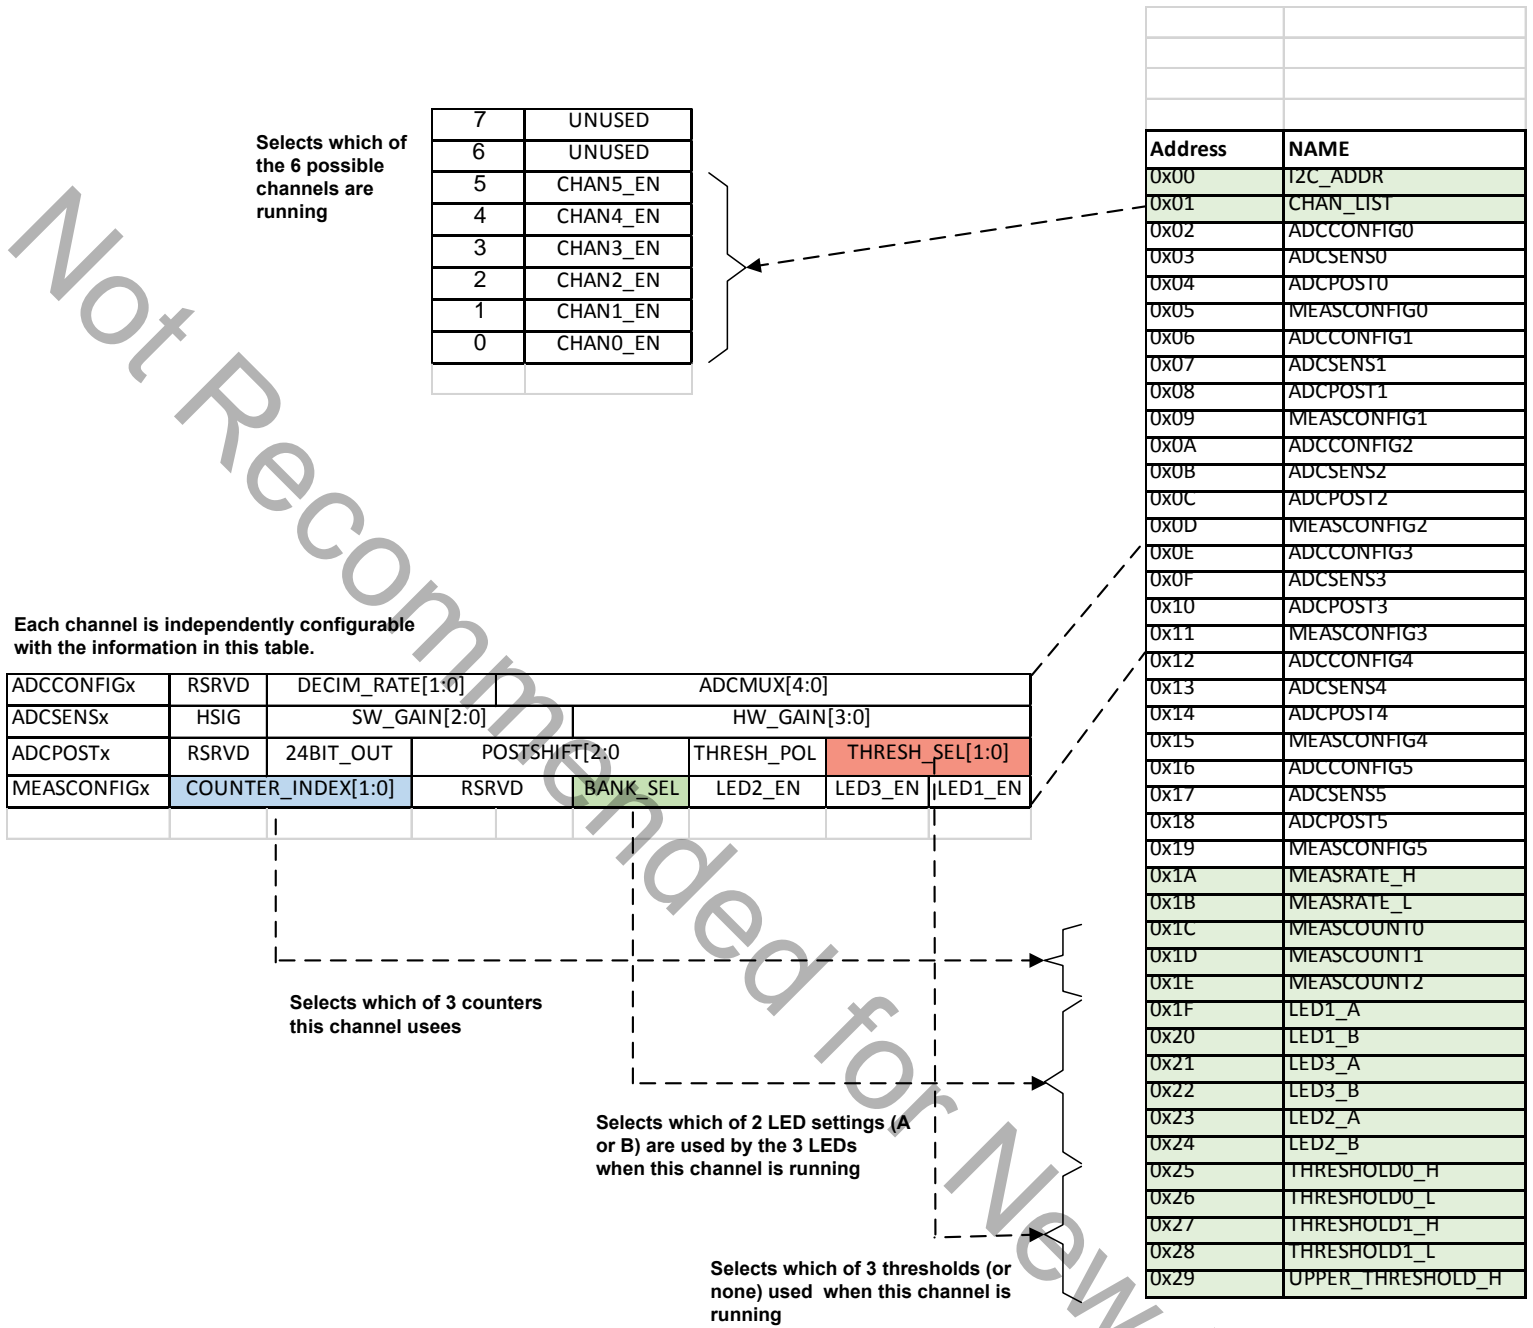 Selects which of
the 6 possible
channels are
running
7 UNUSED
6 UNUSED
5 CHAN5_EN
4 CHAN4_EN
3 CHAN3_EN
2 CHAN2_EN
1 CHAN1_EN
0 CHAN0_EN
Each channel is independently configurable
with the information in this table.
ADCCONFIGx RSRVD DECIM_RATE[1:0] ADCMUX[4:0]
ADCSENSx HSIG SW_GAIN[2:0] HW_GAIN[3:0]
ADCPOSTx RSRVD 24BIT_OUT POSTSHIFT[2:0 THRESH_POL THRESH_SEL[1:0]
MEASCONFIGx COUNTER_INDEX[1:0] RSRVD BANK_SEL LED2_EN LED3_EN LED1_EN
Selects which of 3 counters
this channel usees
Selects which of 2 LED settings (A
or B) are used by the 3 LEDs
when this channel is running
Selects which of 3 thresholds (or
none) used when this channel is
running
Address NAME
0x00 I2C_ADDR
0x01 CHAN_LIST
0x02 ADCCONFIG0
0x03 ADCSENS0
0x04 ADCPOST0
0x05 MEASCONFIG0
0x06 ADCCONFIG1
0x07 ADCSENS1
0x08 ADCPOST1
0x09 MEASCONFIG1
0x0A ADCCONFIG2
0x0B ADCSENS2
0x0C ADCPOST2
0x0D MEASCONFIG2
0x0E ADCCONFIG3
0x0F ADCSENS3
0x10 ADCPOST3
0x11 MEASCONFIG3
0x12 ADCCONFIG4
0x13 ADCSENS4
0x14 ADCPOST4
0x15 MEASCONFIG4
0x16 ADCCONFIG5
0x17 ADCSENS5
0x18 ADCPOST5
0x19 MEASCONFIG5
0x1A MEASRATE_H
0x1B MEASRATE_L
0x1C MEASCOUNT0
0x1D MEASCOUNT1
0x1E MEASCOUNT2
0x1F LED1_A
0x20 LED1_B
0x21 LED3_A
0x22 LED3_B
0x23 LED2_A
0x24 LED2_B
0x25 THRESHOLD0_H
0x26 THRESHOLD0_L
0x27 THRESHOLD1_H
0x28 THRESHOLD1_L
0x29 UPPER_THRESHOLD_H
Not Recommended for New